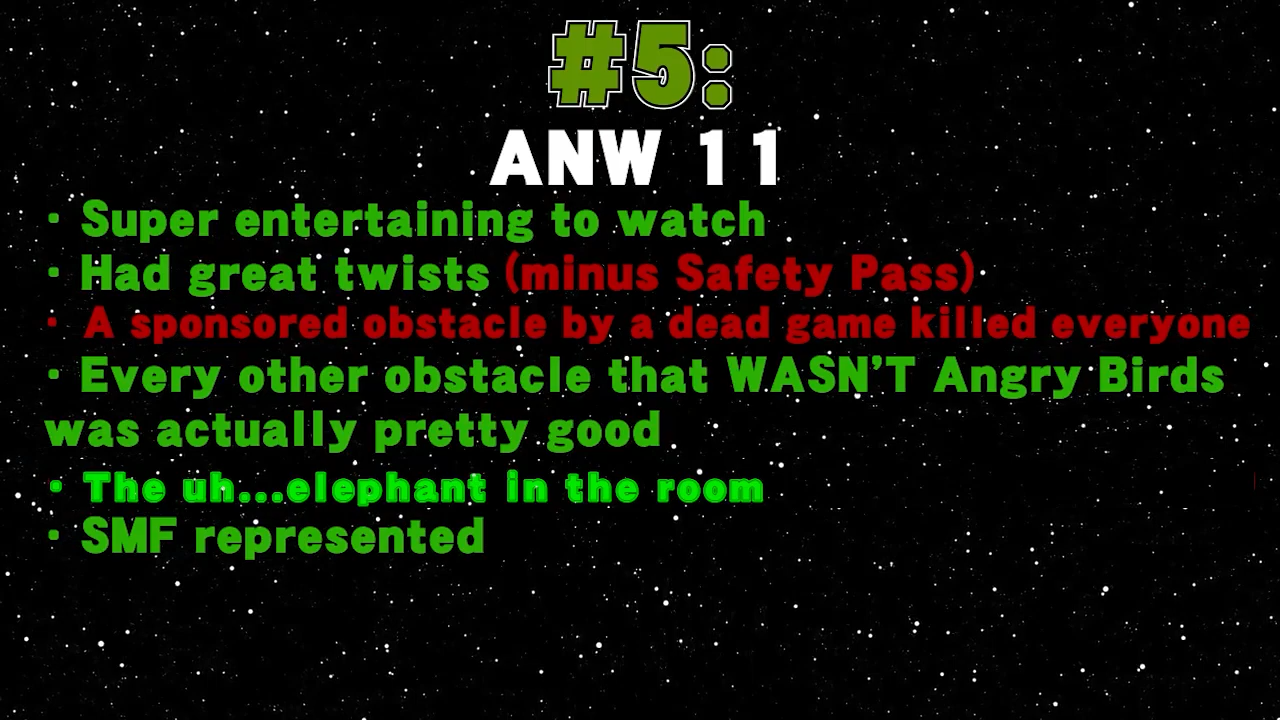 #5:
ANW 11
· Super entertaining to watch
· Had great twists (minus Safety Pass)
· A sponsored obstacle by a dead game killed everyone
· Every other obstacle that WASN'T Angry Birds
was actually pretty good
· The uh...elephant in the room
· SMF represented